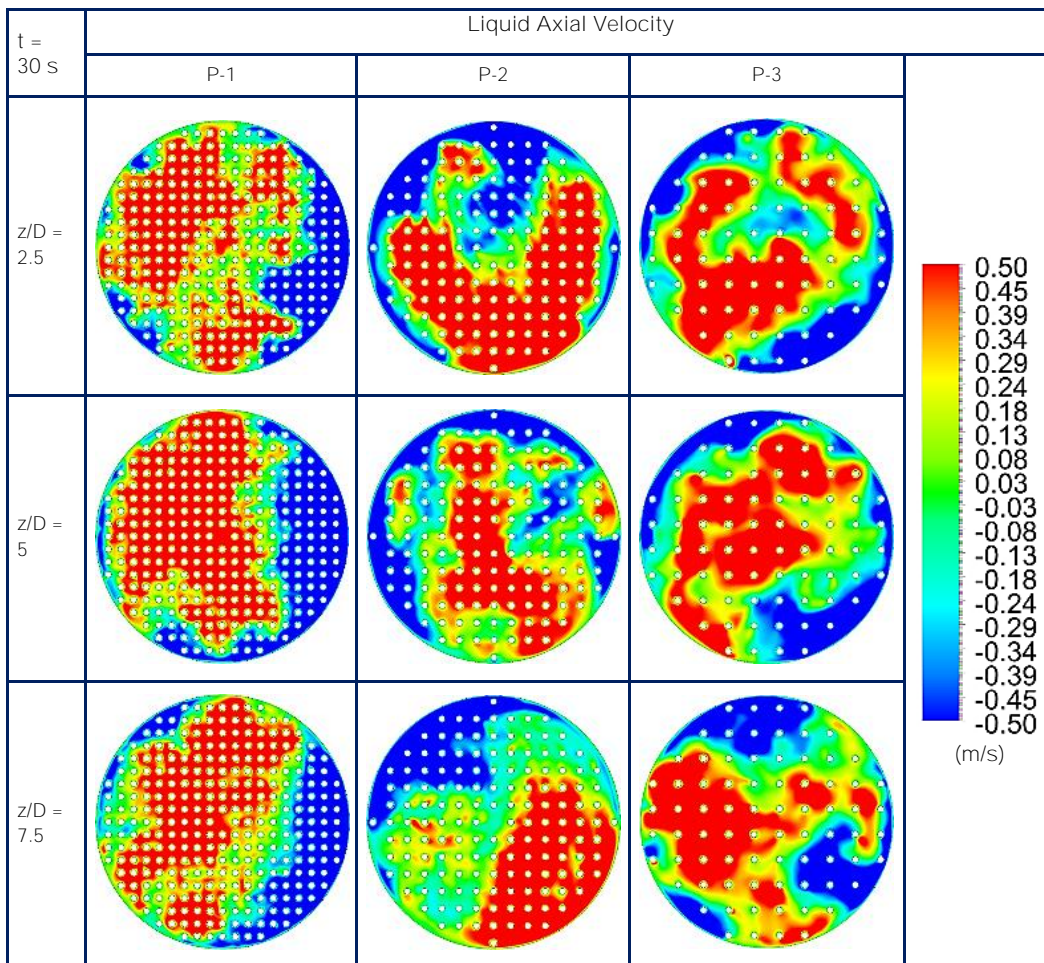 t =
30 s
Liquid Axial Velocity
P-1
P-2
P-3
z/D =
2.5
z/D =
5
z/D =
7.5
0.50
0.45
0.39
0.34
0.29
0.24
0.18
0.13
0.08
0.03
-0.03
-0.08
-0.13
-0.18
-0.24
-0.29
-0.34
-0.39
-0.45
-0.50
(m/s)